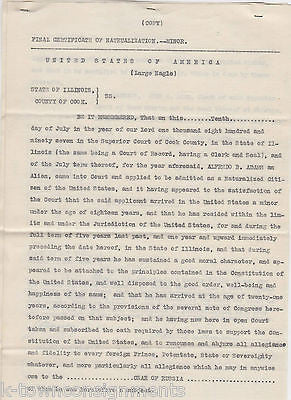 (COPY)
FINAL CERTIFICATE OF NATRUALIZATION.--MINOR.
UNITED STATES OF AMERICA
(Large Eagle)
STATE OF ILLINOIS,
SS.
COUNTY OF COOK.
BE IT REMEMBERED, That on this........Tenth.........
day of July in the year of our lord one thousand eight hundred and
ninety seven in the Superior Court of Cook County, in the State of Il-
linois (the same being a Court of Record, having a Clerk and Seal), and
of the July term thereof, for the year aforesaid, ALFRED D. ADAMS an
Alien, came into Court and applied to be admitted as a Naturalized Citi
zen of the United States, and it having appeared to the satisfaction of
the Court that the said applicant arrived in the United States a minor
under the age of eighteen years, and that he has resided within the lim-
its and under the Jurisdiction of the United States, for and during the
full term of five years last past, and one year and upward immediately
preceding the date hereof, in the State of Illinois, and that during
said term of five years he has sustained a good moral character, and ap-
peared to be attached to the principles contained in the Constitution of
the United States, and well disposed to the good order, well-being and
happiness of the same; and that he has arrived at the age of twenty-one
years, according to the provisions of the several acts of Congress here-
tofore passed on that subject; and he having now here in open Court
taken and subscribed the oath required by those laws to support the Con-
stitution of the United States, and to renounce and abjure all allegiance
and Fidelity to every foreign Prince, Potentate, State or Sovereignty
whatever, and more particularly all allegiance which he may in anywise
owe to the ....................CZAR OF RUSSIA....................
k-townconsignments